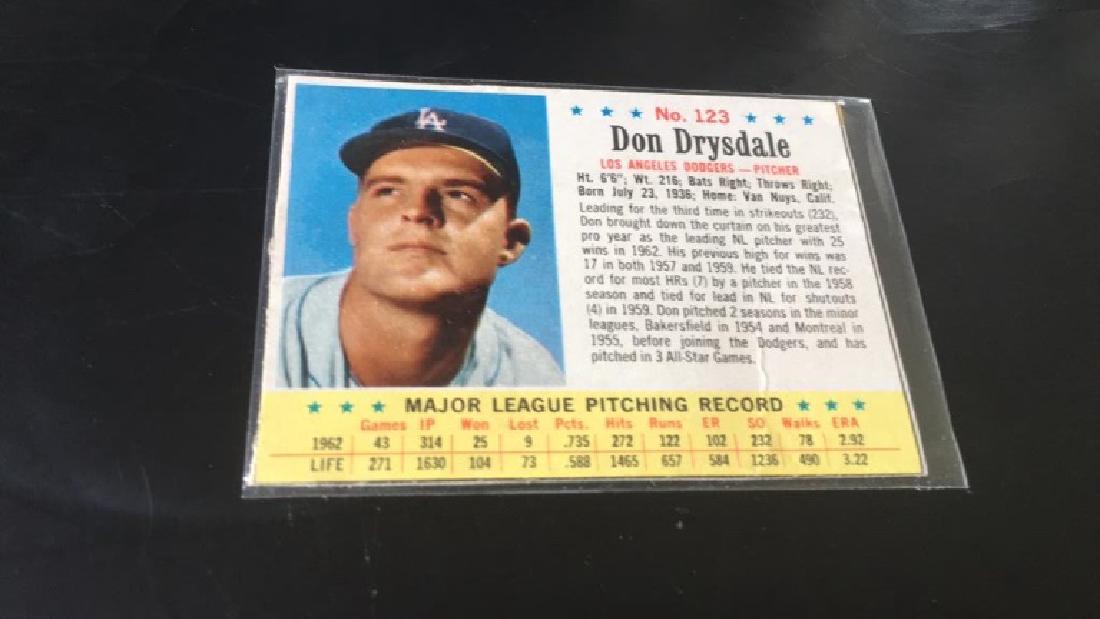 LA
No. 123
Don Drysdale
LOS ANGELES DODGERS — PITCHER
Ht. 6'6"; Wt. 216; Bats Right; Throws Right;
Born July 23, 1936; Home: Van Nuys, Calif.
Leading for the third time in strikeouts (232),
Don brought down the curtain on his greatest
pro year as the leading NL pitcher with 25
wins in 1962. His previous high for wins was
17 in both 1957 and 1959. He tied the NL rec-
ord for most HRs (7) by a pitcher in the 1958
season and tied for lead in NL for shutouts
(4) in 1959. Don pitched 2 seasons in the minor
leagues, Bakersfield in 1954 and Montreal in
1955, before joining the Dodgers, and has
pitched in 3 All-Star Games.
MAJOR LEAGUE PITCHING RECORD
Games IP Won Lost Pcts. Hits Runs ER SO Walks ERA
1962 43 314 25 9 .735 272 122 102 232 78 2.92
LIFE 271 1630 104 73 .588 1465 657 584 1236 490 3.22